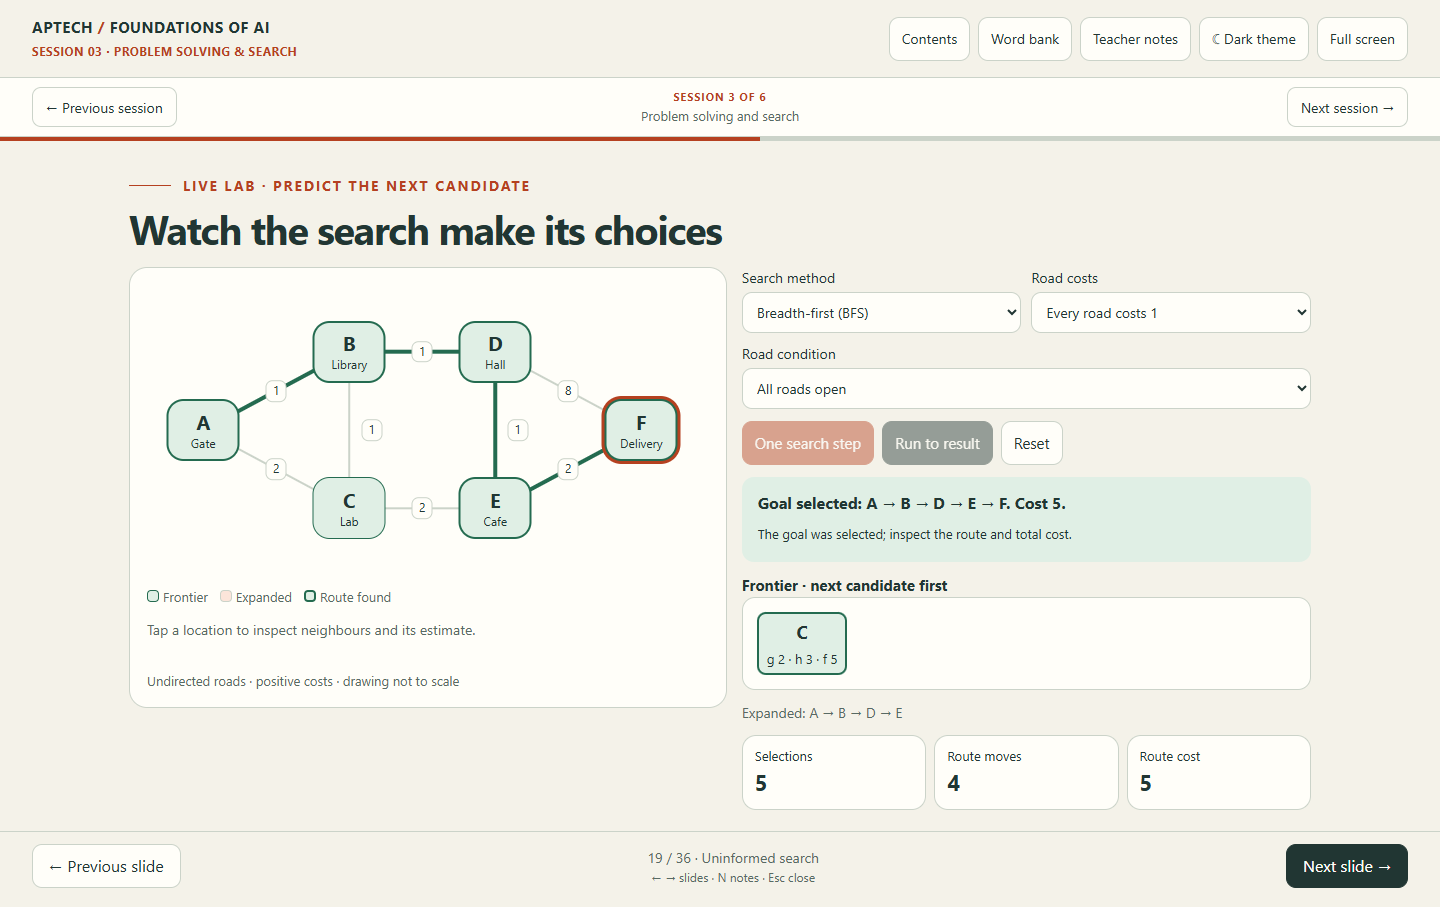 APTECH / FOUNDATIONS OF AI
SESSION 03 · PROBLEM SOLVING & SEARCH
Contents
Word bank
Teacher notes
☾ Dark theme
Full screen
← Previous session
SESSION 3 OF 6
Problem solving and search
Next session →
LIVE LAB · PREDICT THE NEXT CANDIDATE
Watch the search make its choices
B
Library
1
D
Hall
1
8
A
Gate
1
1
F
Delivery
2
2
C
Lab
2
E
Cafe
Frontier
Expanded
Route found
Tap a location to inspect neighbours and its estimate.
Undirected roads · positive costs · drawing not to scale
Search method
Road costs
Breadth-first (BFS)
Every road costs 1
Road condition
All roads open
One search step
Run to result
Reset
Goal selected: A → B → D → E → F. Cost 5.
The goal was selected; inspect the route and total cost.
Frontier · next candidate first
C
g 2 · h 3 · f 5
Expanded: A → B → D → E
Selections
5
Route moves
4
Route cost
5
← Previous slide
19 / 36 · Uninformed search
← → slides · N notes · Esc close
Next slide →